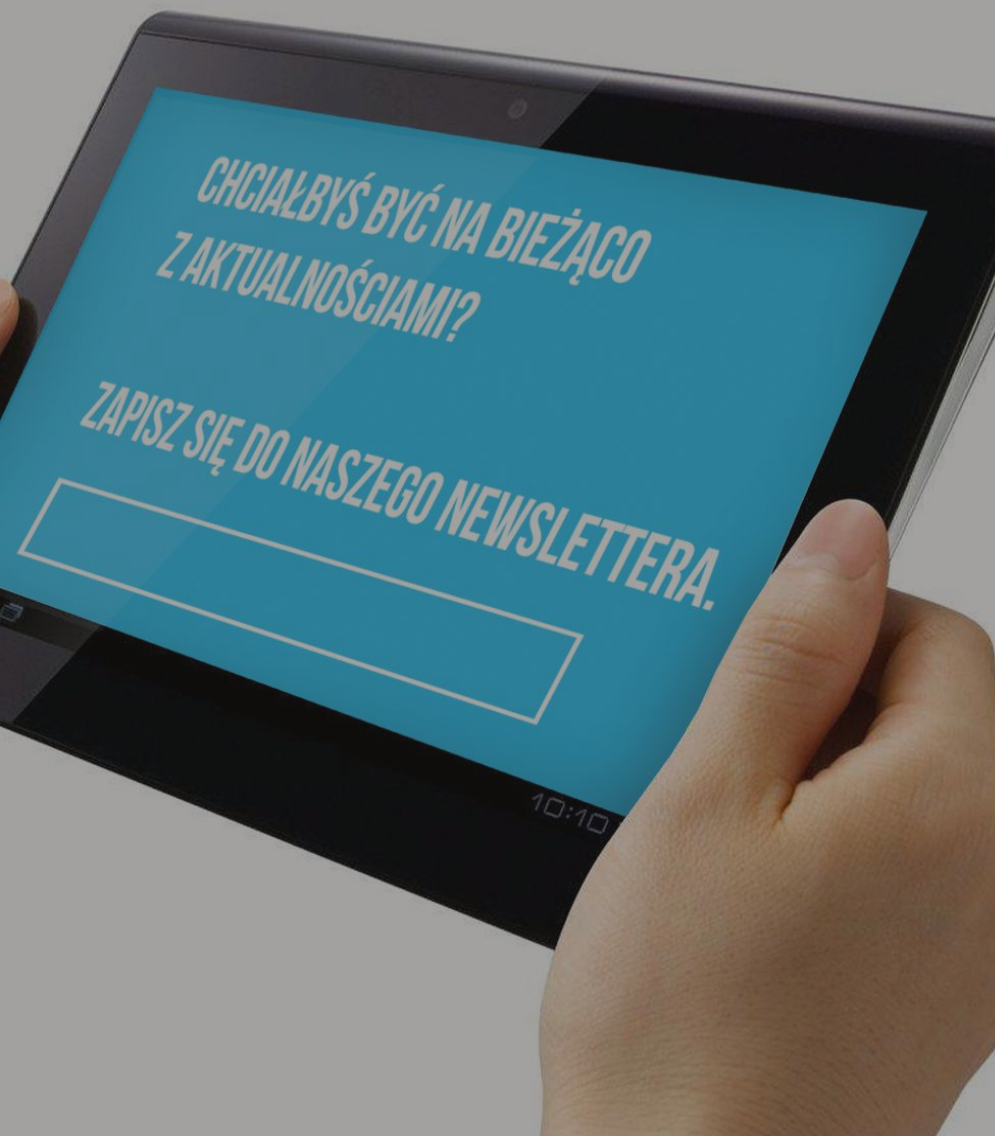 CHCIAŁBYŚ BYĆ NA BIEŻĄCO
Z AKTUALNOŚCIAMI?
ZAPISZ SIĘ DO NASZEGO NEWSLETTERA.
10:10